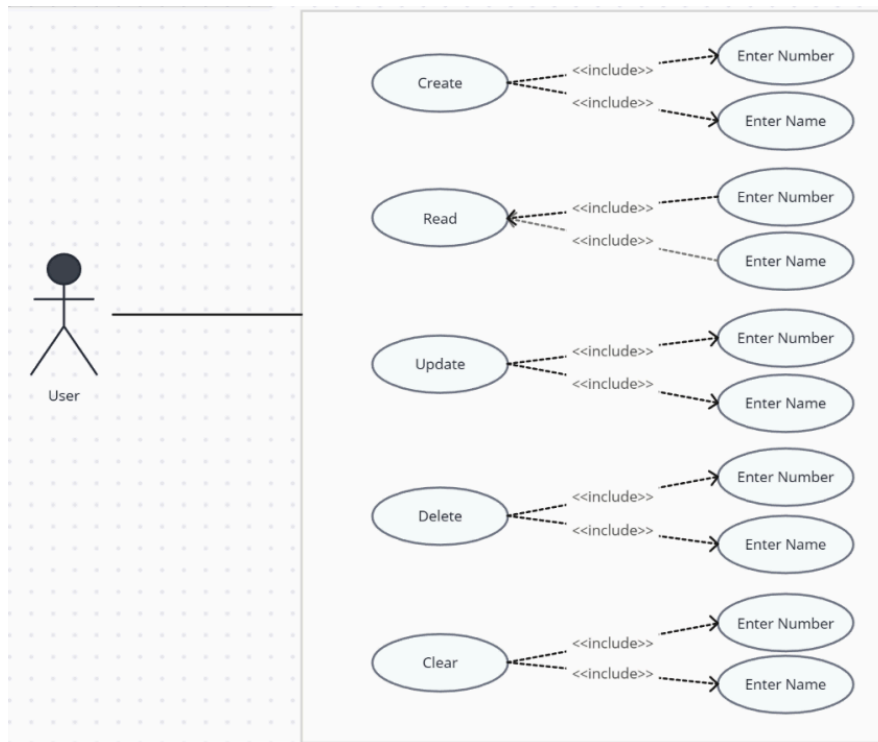 Create
<<include>>
<<include>>
Enter Number
Enter Name
Read
<<include>>
<<include>>
Enter Number
Enter Name
User
Update
<<include>>
<<include>>
Enter Number
Enter Name
Delete
<<include>>
<<include>>
Enter Number
Enter Name
Clear
<<include>>
<<include>>
Enter Number
Enter Name